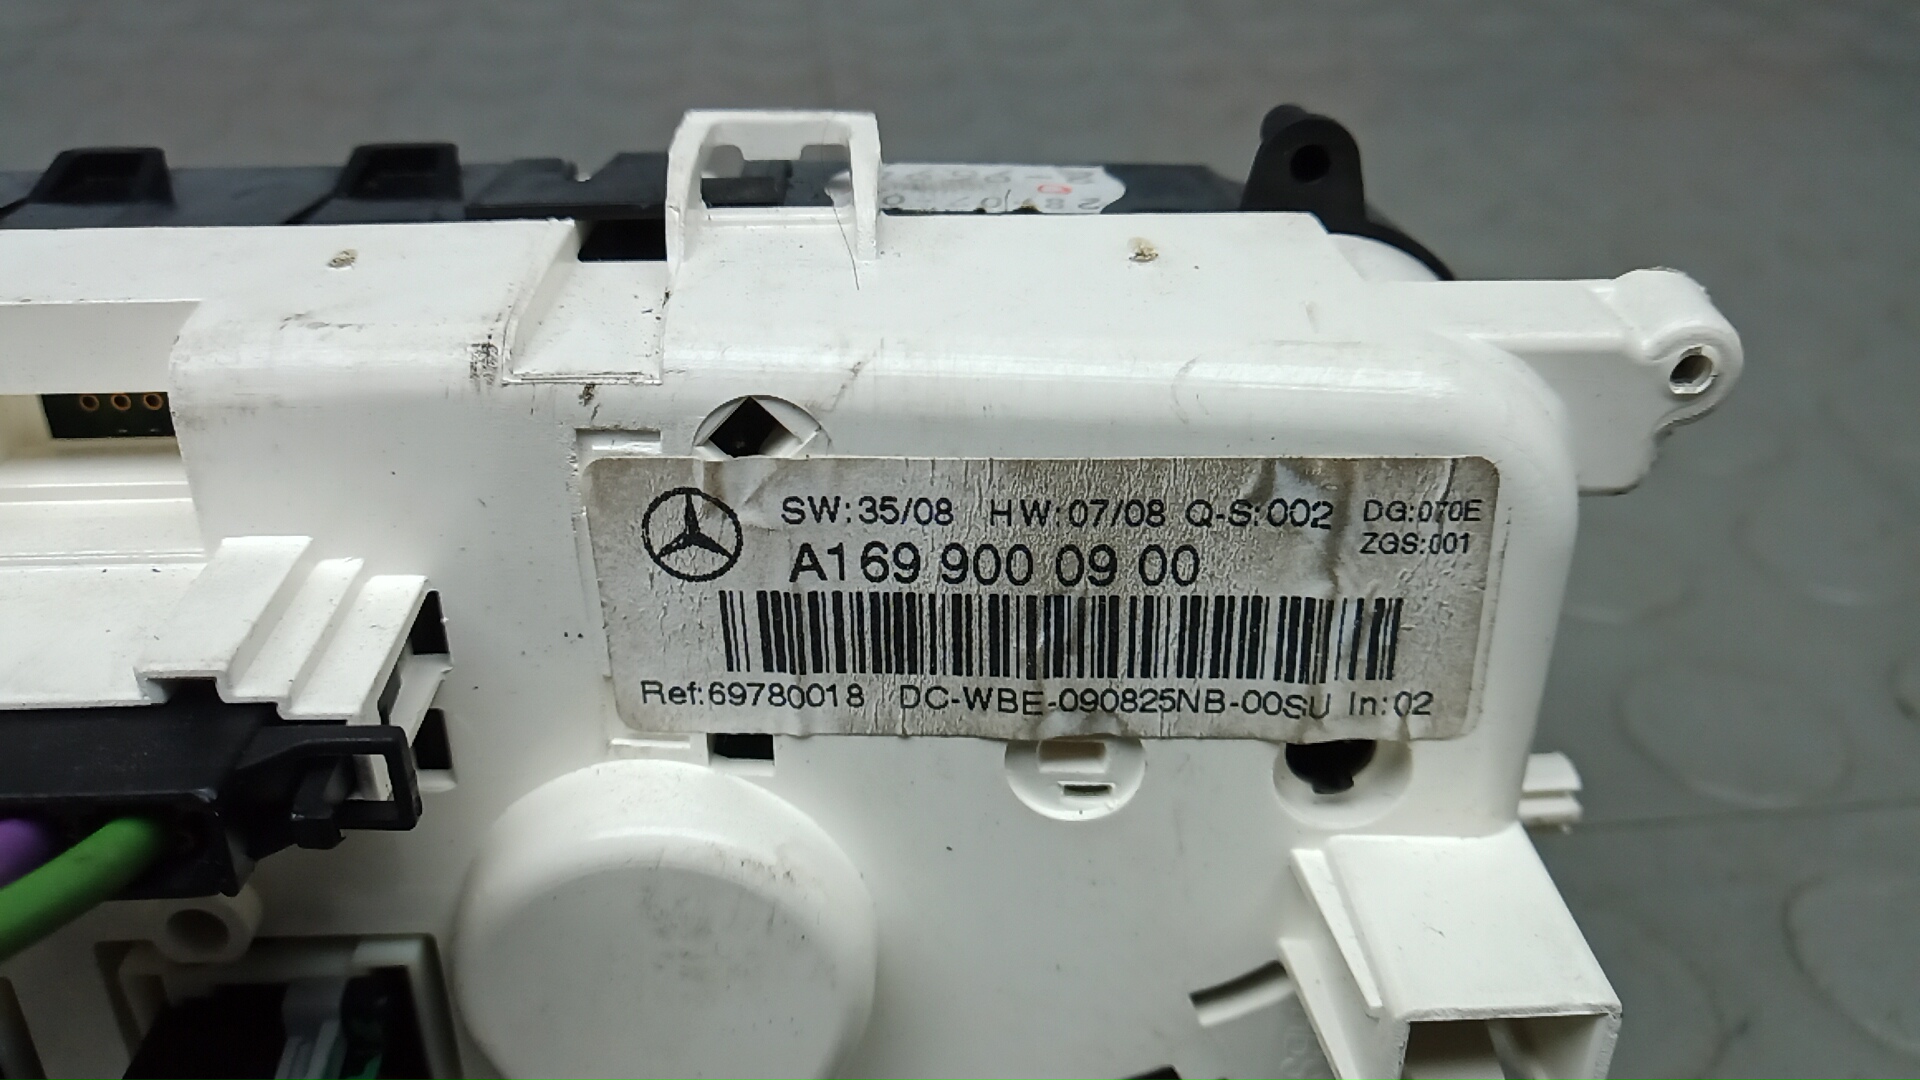 SW:35/08 HW:07/08 Q-S:002 DG:070E
ZGS:001
A169 900 09 00
Ref:69780018 DC-WBE-090825NB-00SU In:02